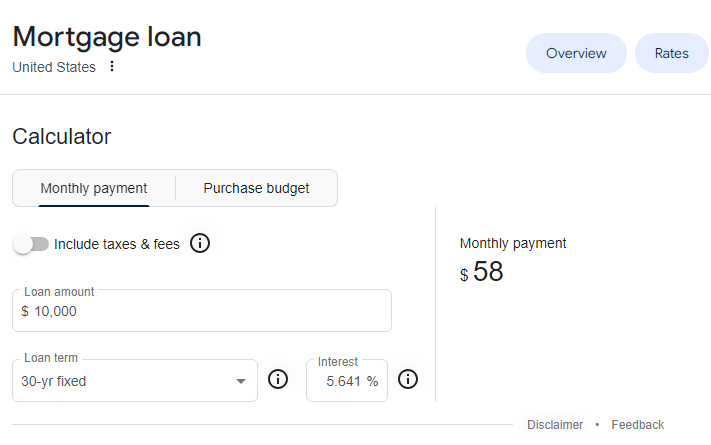 Mortgage loan
United States
Overview
Rates
Calculator
Monthly payment
Purchase budget
Include taxes & fees
Loan amount
$ 10,000
Loan term
30-yr fixed
Interest
5.641 %
Monthly payment
$ 58
Disclaimer • Feedback